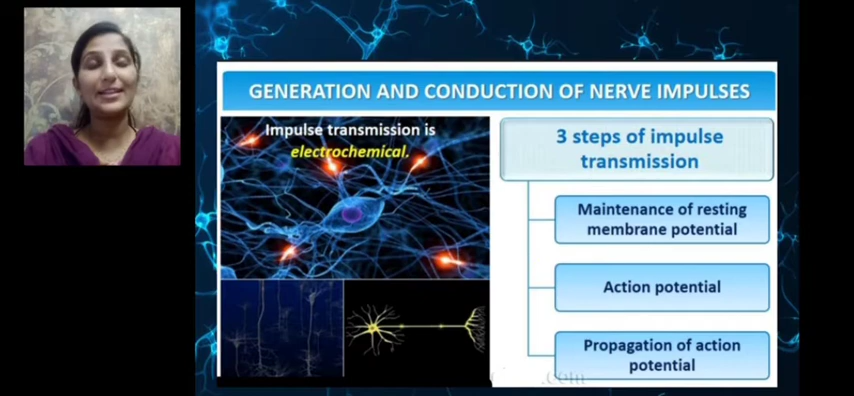 GENERATION AND CONDUCTION OF NERVE IMPULSES
Impulse transmission is
electrochemical.
3 steps of impulse
transmission
Maintenance of resting
membrane potential
Action potential
Propagation of action
potential
.com